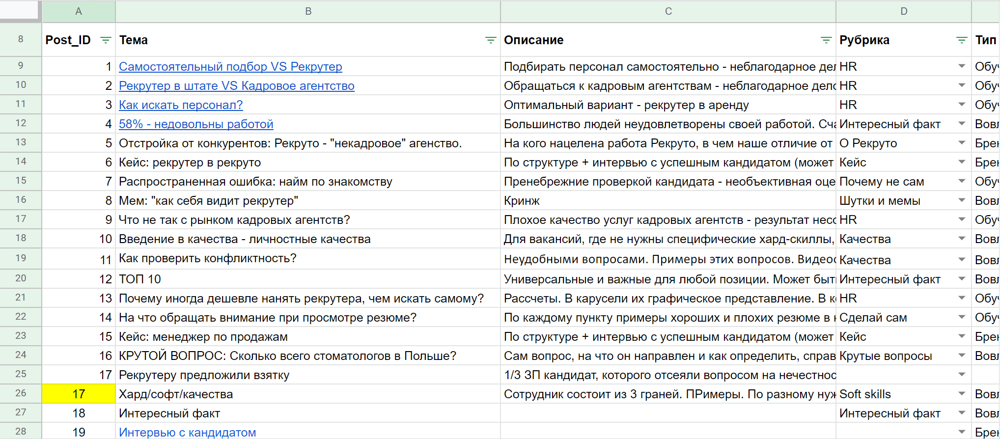 A B C D
8 Post_ID Тема Описание Рубрика Тип
9 1 Самостоятельный подбор VS Рекрутер Подбирать персонал самостоятельно - неблагодарное дел HR Обу
10 2 Рекрутер в штате VS Кадровое агентство Обращаться к кадровым агентствам - неблагодарное дело HR Обу
11 3 Как искать персонал? Оптимальный вариант - рекрутер в аренду HR Обу
12 4 58% - недовольны работой Большинство людей неудовлетворены своей работой. Сча Интересный факт Вовл
13 5 Отстройка от конкурентов: Рекруто - "некадровое" агенство. На кого нацелена работа Рекруто, в чем наше отличие от О Рекруто Брен
14 6 Кейс: рекрутер в рекруто По структуре + интервью с успешным кандидатом (может Кейс Брен
15 7 Распространенная ошибка: найм по знакомству Пренебрежние проверкой кандидата - необъективная оце Почему не сам Обу
16 8 Мем: "как себя видит рекрутер" Кринж Шутки и мемы Вовл
17 9 Что не так с рынком кадровых агентств? Плохое качество услуг кадровых агентств - результат несо HR Обу
18 10 Введение в качества - личностные качества Для вакансий, где не нужны специфические хард-скиллы, Качества Вовл
19 11 Как проверить конфликтность? Неудобными вопросами. Примеры этих вопросов. Видеос Качества Вовл
20 12 ТОП 10 Универсальные и важные для любой позиции. Может быт Интересный факт Вовл
21 13 Почему иногда дешевле нанять рекрутера, чем искать самому? Рассчеты. В карусели их графическое представление. В к HR Обу
22 14 На что обращать внимание при просмотре резюме? По каждому пункту примеры хороших и плохих резюме в Сделай сам Обу
23 15 Кейс: менеджер по продажам По структуре + интервью с успешным кандидатом (может Кейс Брен
24 16 КРУТОЙ ВОПРОС: Сколько всего стоматологов в Польше? Сам вопрос, на что он направлен и как определить, справ Крутые вопросы Вовл
25 17 Рекрутеру предложили взятку 1/3 ЗП кандидат, которого отсеяли вопросом на нечестнос
26 17 Хард/софт/качества Сотрудник состоит из 3 граней. ПРимеры. По разному нуж Soft skills Вовл
27 18 Интересный факт Интересный факт Вовл
28 19 Интервью с кандидатом Брен